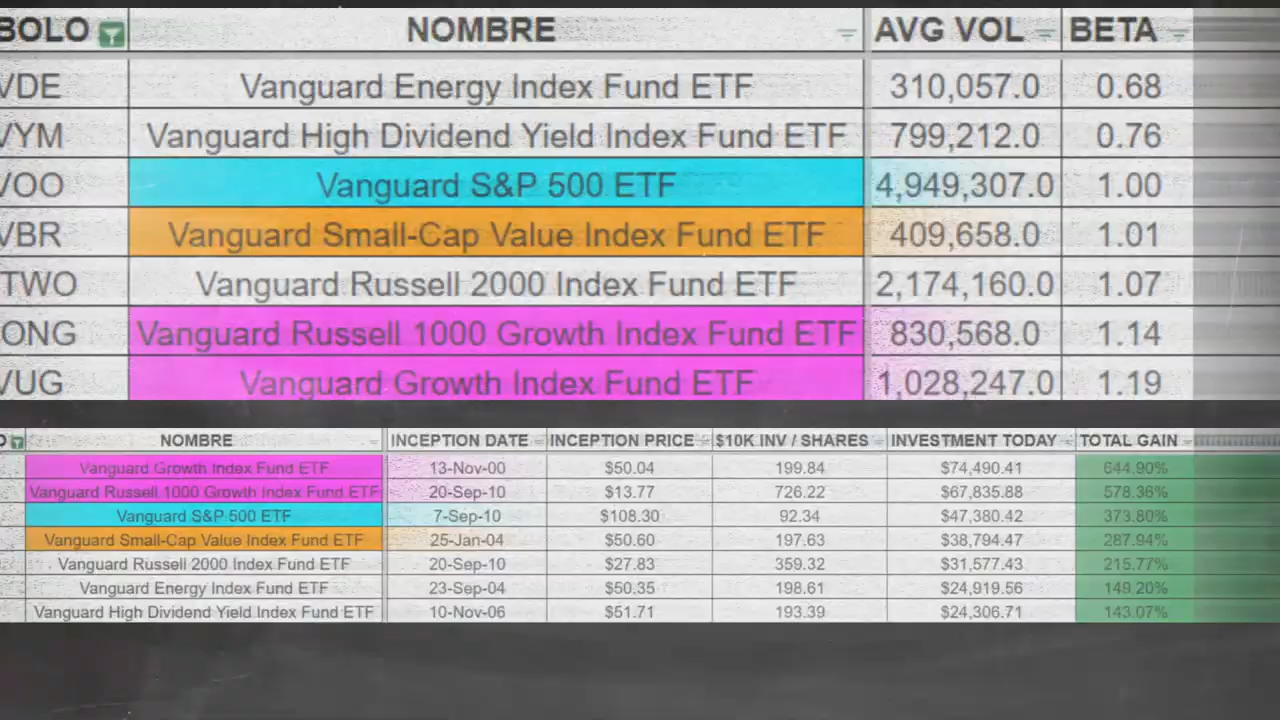 BOLO NOMBRE AVG VOL BETA
VDE Vanguard Energy Index Fund ETF 310,057.0 0.68
VYM Vanguard High Dividend Yield Index Fund ETF 799,212.0 0.76
VOO Vanguard S&P 500 ETF 4,949,307.0 1.00
VBR Vanguard Small-Cap Value Index Fund ETF 409,658.0 1.01
TWO Vanguard Russell 2000 Index Fund ETF 2,174,160.0 1.07
ONG Vanguard Russell 1000 Growth Index Fund ETF 830,568.0 1.14
VUG Vanguard Growth Index Fund ETF 1,028,247.0 1.19
O NOMBRE INCEPTION DATE INCEPTION PRICE $10K INV / SHARES INVESTMENT TODAY TOTAL GAIN
Vanguard Growth Index Fund ETF 13-Nov-00 $50.04 199.84 $74,490.41 644.90%
Vanguard Russell 1000 Growth Index Fund ETF 20-Sep-10 $13.77 726.22 $67,835.88 578.36%
Vanguard S&P 500 ETF 7-Sep-10 $108.30 92.34 $47,380.42 373.80%
Vanguard Small-Cap Value Index Fund ETF 25-Jan-04 $50.60 197.63 $38,794.47 287.94%
Vanguard Russell 2000 Index Fund ETF 20-Sep-10 $27.83 359.32 $31,577.43 215.77%
Vanguard Energy Index Fund ETF 23-Sep-04 $50.35 198.61 $24,919.56 149.20%
Vanguard High Dividend Yield Index Fund ETF 10-Nov-06 $51.71 193.39 $24,306.71 143.07%